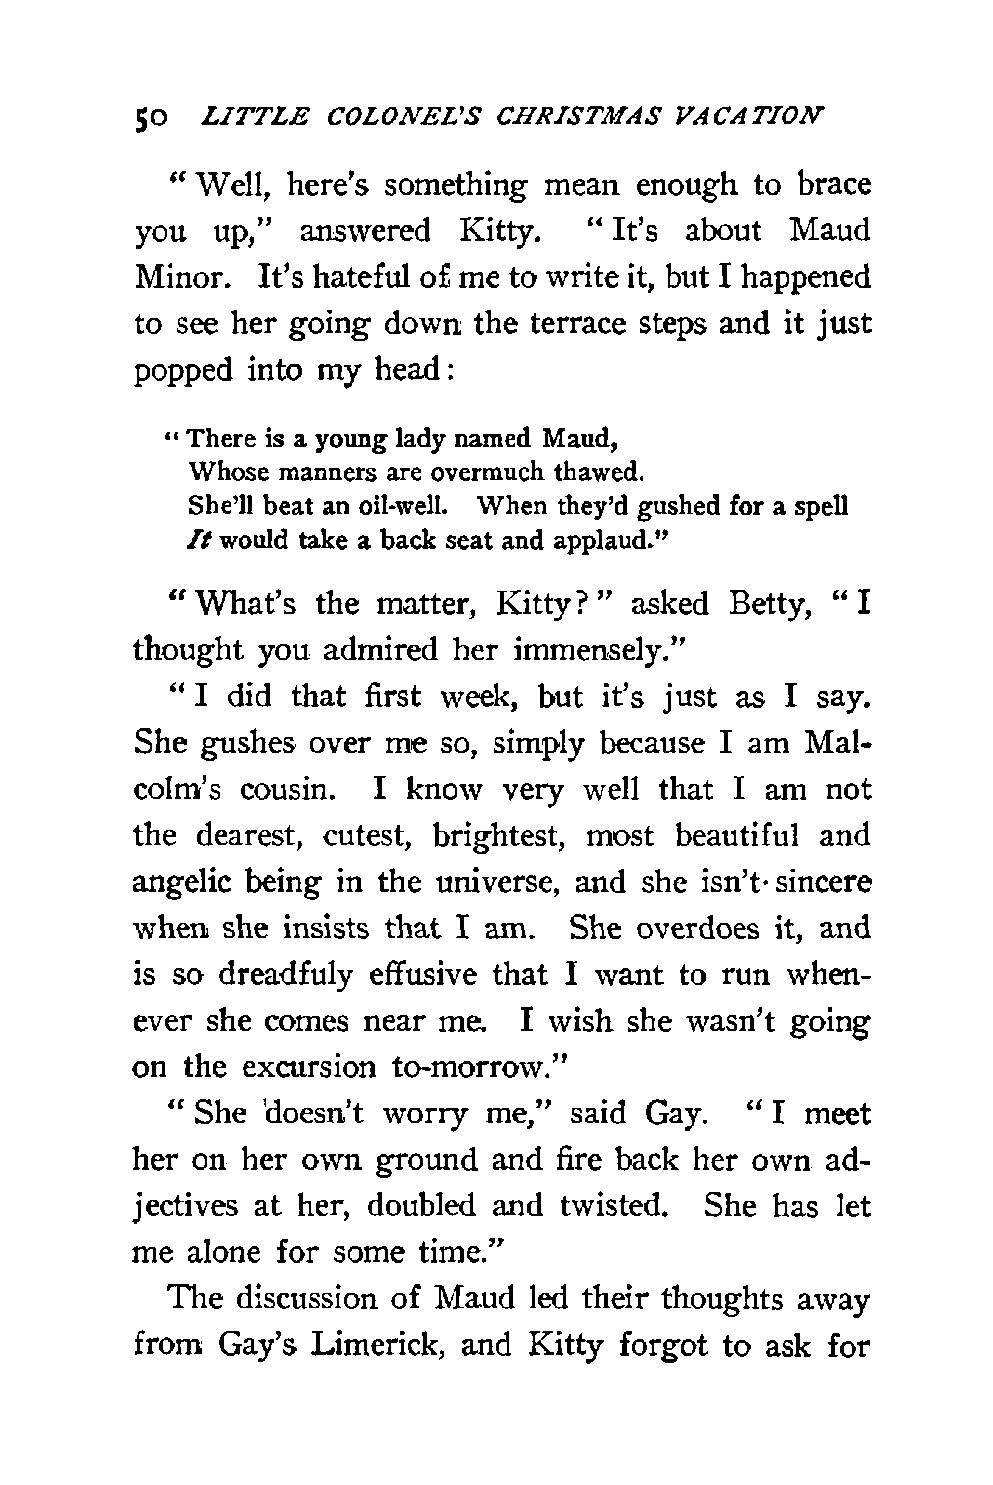 50 LITTLE COLONEL'S CHRISTMAS VACATION
"Well, here's something mean enough to brace
you up," answered Kitty. "It's about Maud
Minor. It's hateful of me to write it, but I happened
to see her going down the terrace steps and it just
popped into my head:
"There is a young lady named Maud,
Whose manners are overmuch thawed.
She'll beat an oil-well. When they'd gushed for a spell
It would take a back seat and applaud."
"What's the matter, Kitty?" asked Betty, "I
thought you admired her immensely."
"I did that first week, but it's just as I say.
She gushes over me so, simply because I am Mal-
colm's cousin. I know very well that I am not
the dearest, cutest, brightest, most beautiful and
angelic being in the universe, and she isn't sincere
when she insists that I am. She overdoes it, and
is so dreadfuly effusive that I want to run when-
ever she comes near me. I wish she wasn't going
on the excursion to-morrow."
"She doesn't worry me," said Gay. "I meet
her on her own ground and fire back her own ad-
jectives at her, doubled and twisted. She has let
me alone for some time."
The discussion of Maud led their thoughts away
from Gay's Limerick, and Kitty forgot to ask for